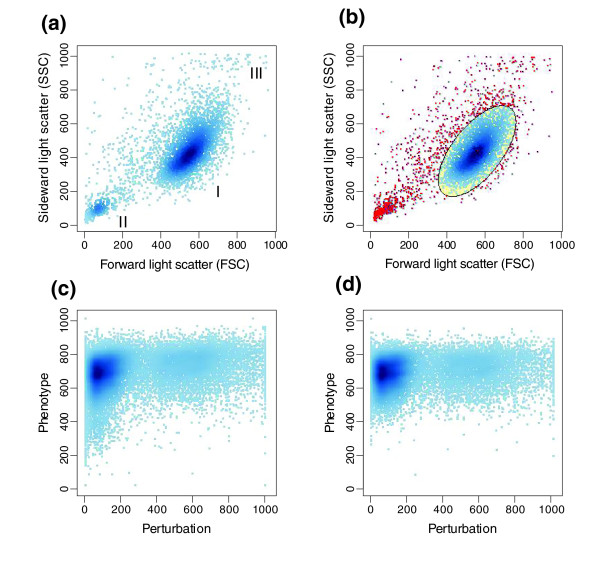 (a)
Sideward light scatter (SSC)
1000
800
600
400
200
0
III
I
II
0 200 400 600 800 1000
Forward light scatter (FSC)
(b)
Sideward light scatter (SSC)
1000
800
600
400
200
0
0 200 400 600 800 1000
Forward light scatter (FSC)
(c)
Phenotype
1000
800
600
400
200
0
0 200 400 600 800 1000
Perturbation
(d)
Phenotype
1000
800
600
400
200
0
0 200 400 600 800 1000
Perturbation